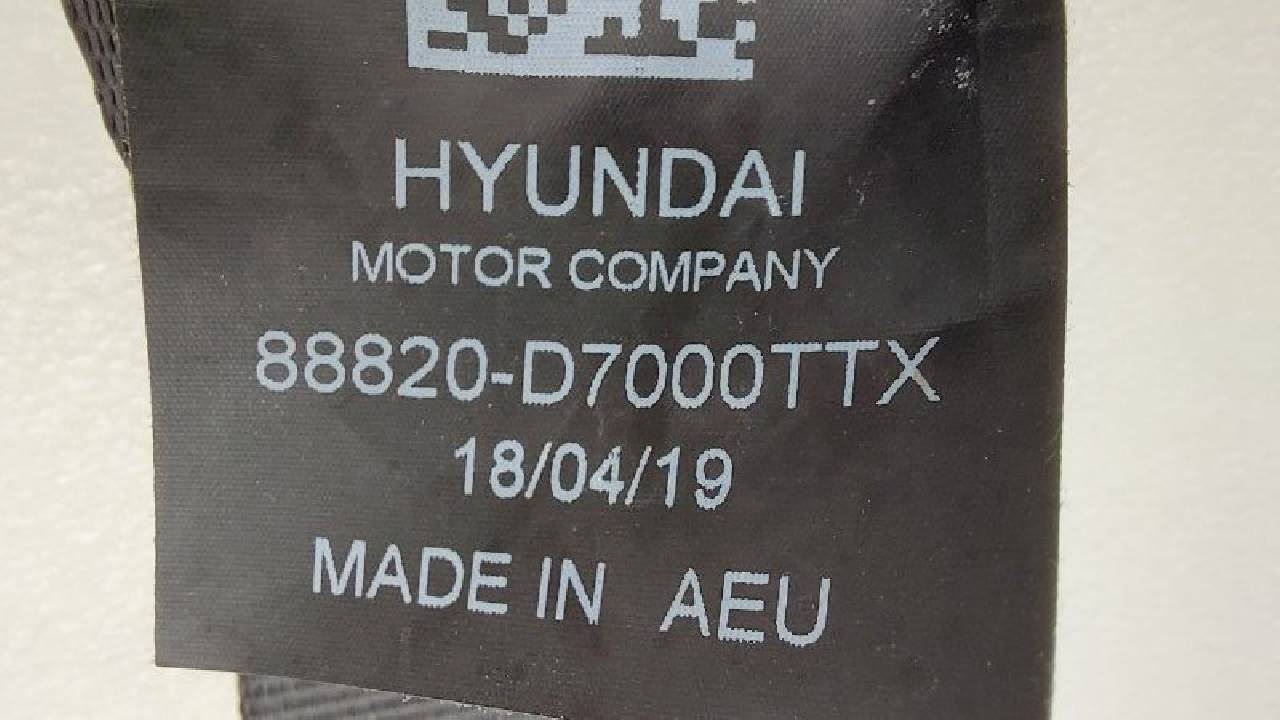 HYUNDAI
MOTOR COMPANY
88820-D7000TTX
18/04/19
MADE IN AEU